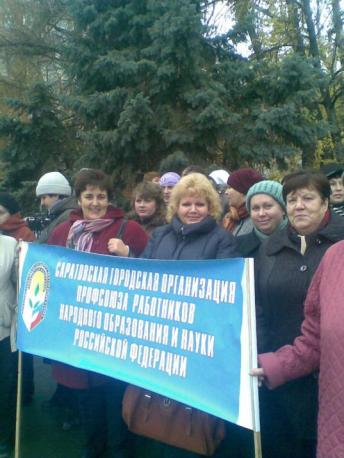 САРАТОВСКАЯ ГОРОДСКАЯ ОРГАНИЗАЦИЯ
ПРОФСОЮЗА РАБОТНИКОВ
НАРОДНОГО ОБРАЗОВАНИЯ И НАУКИ
РОССИЙСКОЙ ФЕДЕРАЦИИ